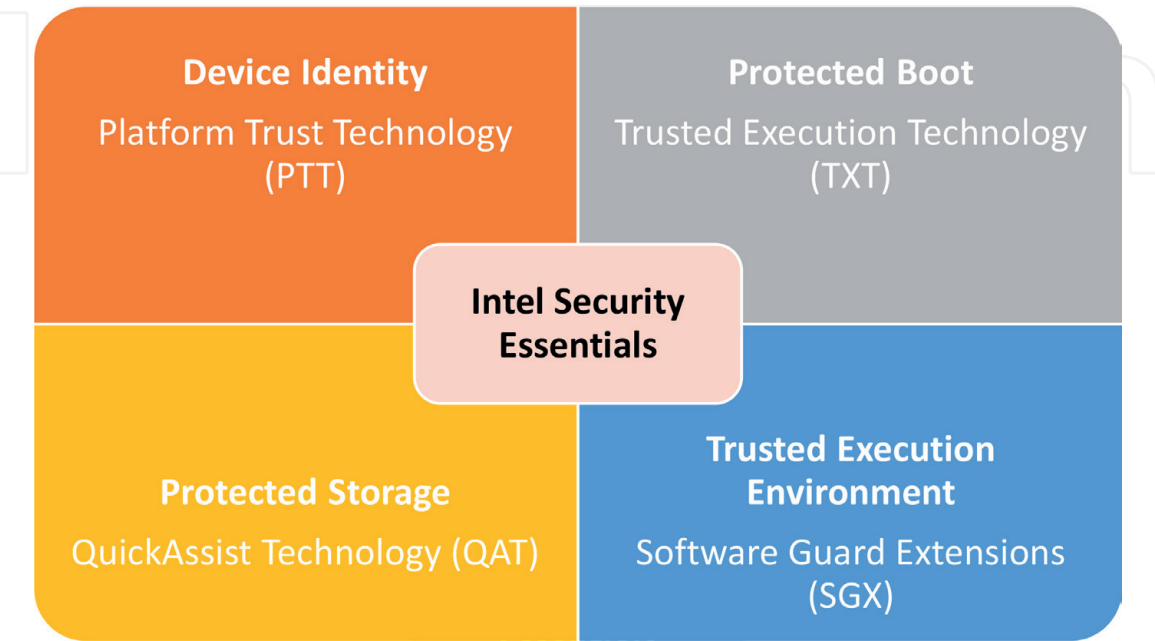 Device Identity
Platform Trust Technology
(PTT)
Protected Boot
Trusted Execution Technology
(TXT)
Intel Security
Essentials
Protected Storage
QuickAssist Technology (QAT)
Trusted Execution
Environment
Software Guard Extensions
(SGX)